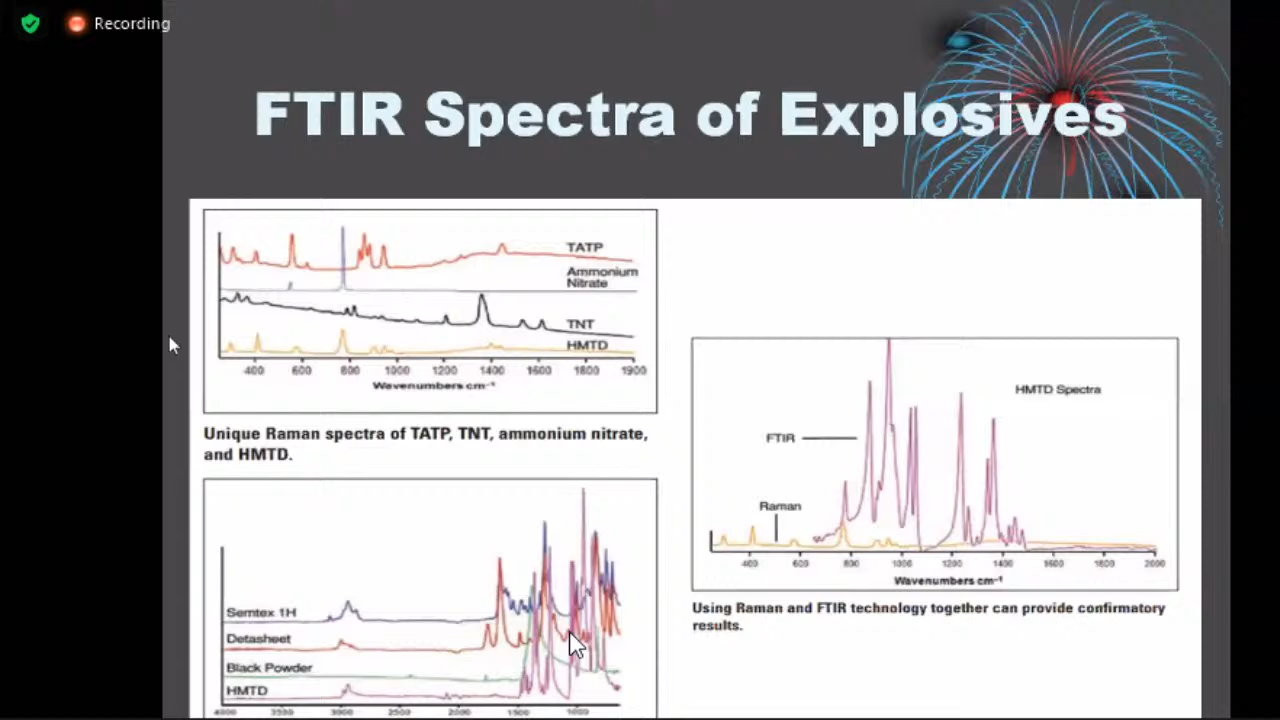 Recording
FTIR Spectra of Explosives
TATP
Ammonium
Nitrate
TNT
HMTD
400 600 800 1000 1200 1400 1600 1800 1900
Wavenumbers cm⁻¹
Unique Raman spectra of TATP, TNT, ammonium nitrate,
and HMTD.
Semtex 1H
Detasheet
Black Powder
HMTD
4000 3500 3000 2500 2000 1500 1000
HMTD Spectra
FTIR
Raman
400 600 800 1000 1200 1400 1600 1800 2000
Wavenumbers cm⁻¹
Using Raman and FTIR technology together can provide confirmatory
results.